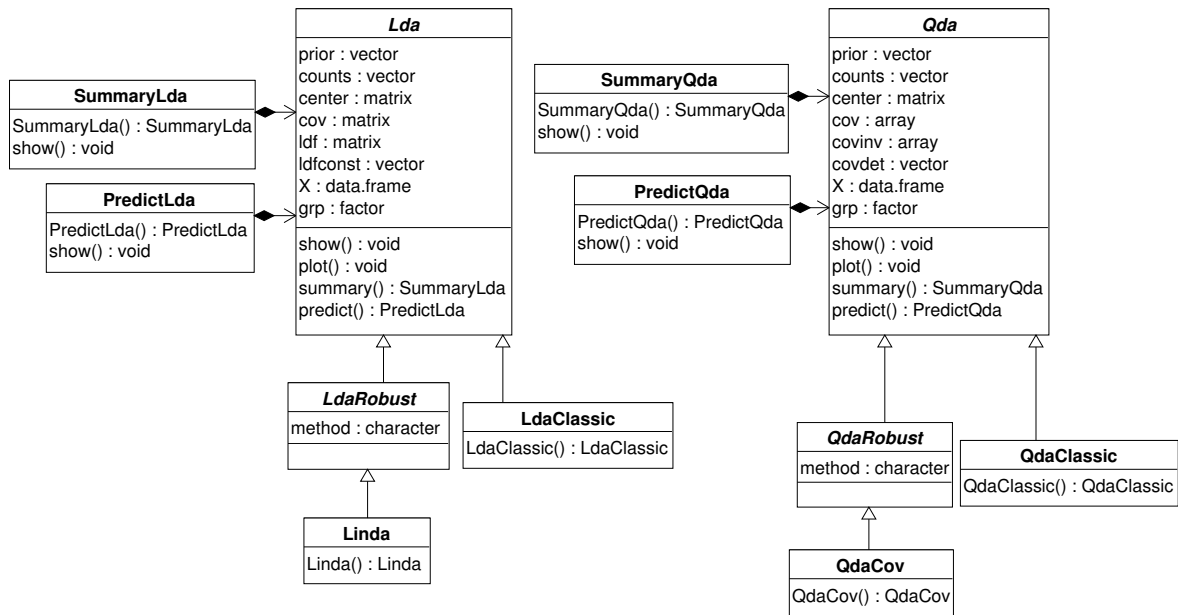 Lda
prior : vector
counts : vector
center : matrix
cov : matrix
ldf : matrix
ldfconst : vector
X : data.frame
grp : factor
show() : void
plot() : void
summary() : SummaryLda
predict() : PredictLda
SummaryLda
SummaryLda() : SummaryLda
show() : void
PredictLda
PredictLda() : PredictLda
show() : void
LdaRobust
method : character
LdaClassic
LdaClassic() : LdaClassic
Linda
Linda() : Linda
Qda
prior : vector
counts : vector
center : matrix
cov : array
covinv : array
covdet : vector
X : data.frame
grp : factor
show() : void
plot() : void
summary() : SummaryQda
predict() : PredictQda
SummaryQda
SummaryQda() : SummaryQda
show() : void
PredictQda
PredictQda() : PredictQda
show() : void
QdaRobust
method : character
QdaClassic
QdaClassic() : QdaClassic
QdaCov
QdaCov() : QdaCov